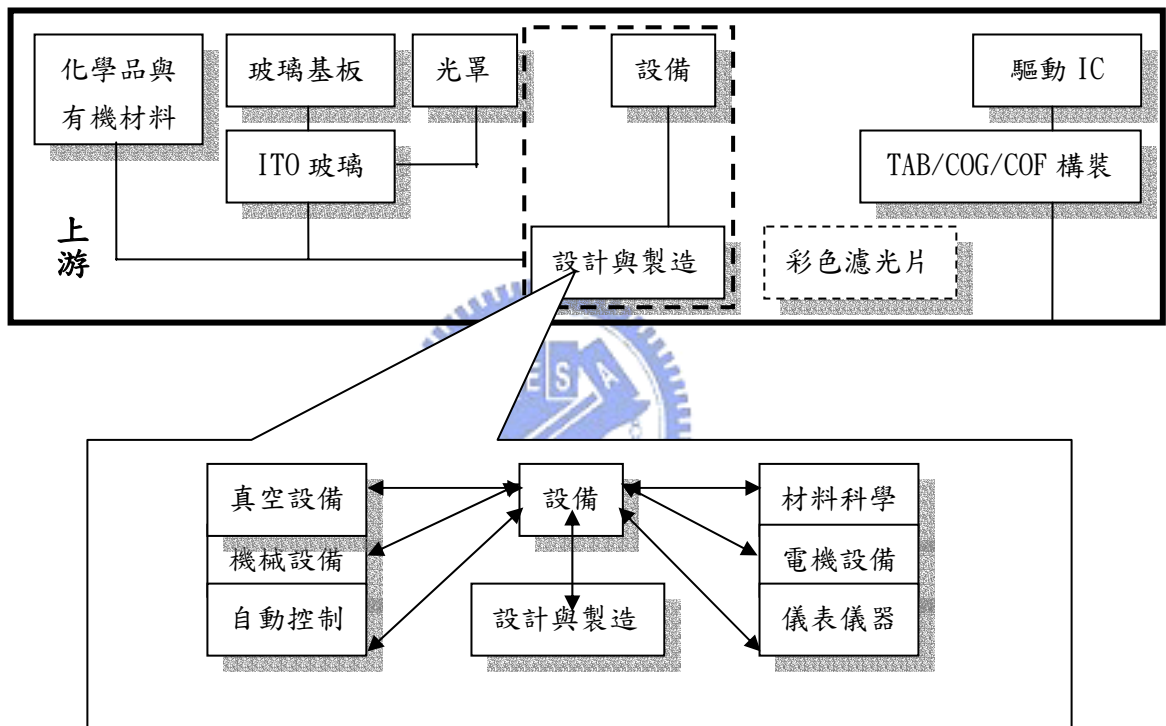 化學品與
有機材料
玻璃基板
光罩
設備
驅動 IC
ITO 玻璃
TAB/COG/COF 構裝
上
游
設計與製造
彩色濾光片
ESA
真空設備
設備
材料科學
機械設備
電機設備
自動控制
設計與製造
儀表儀器